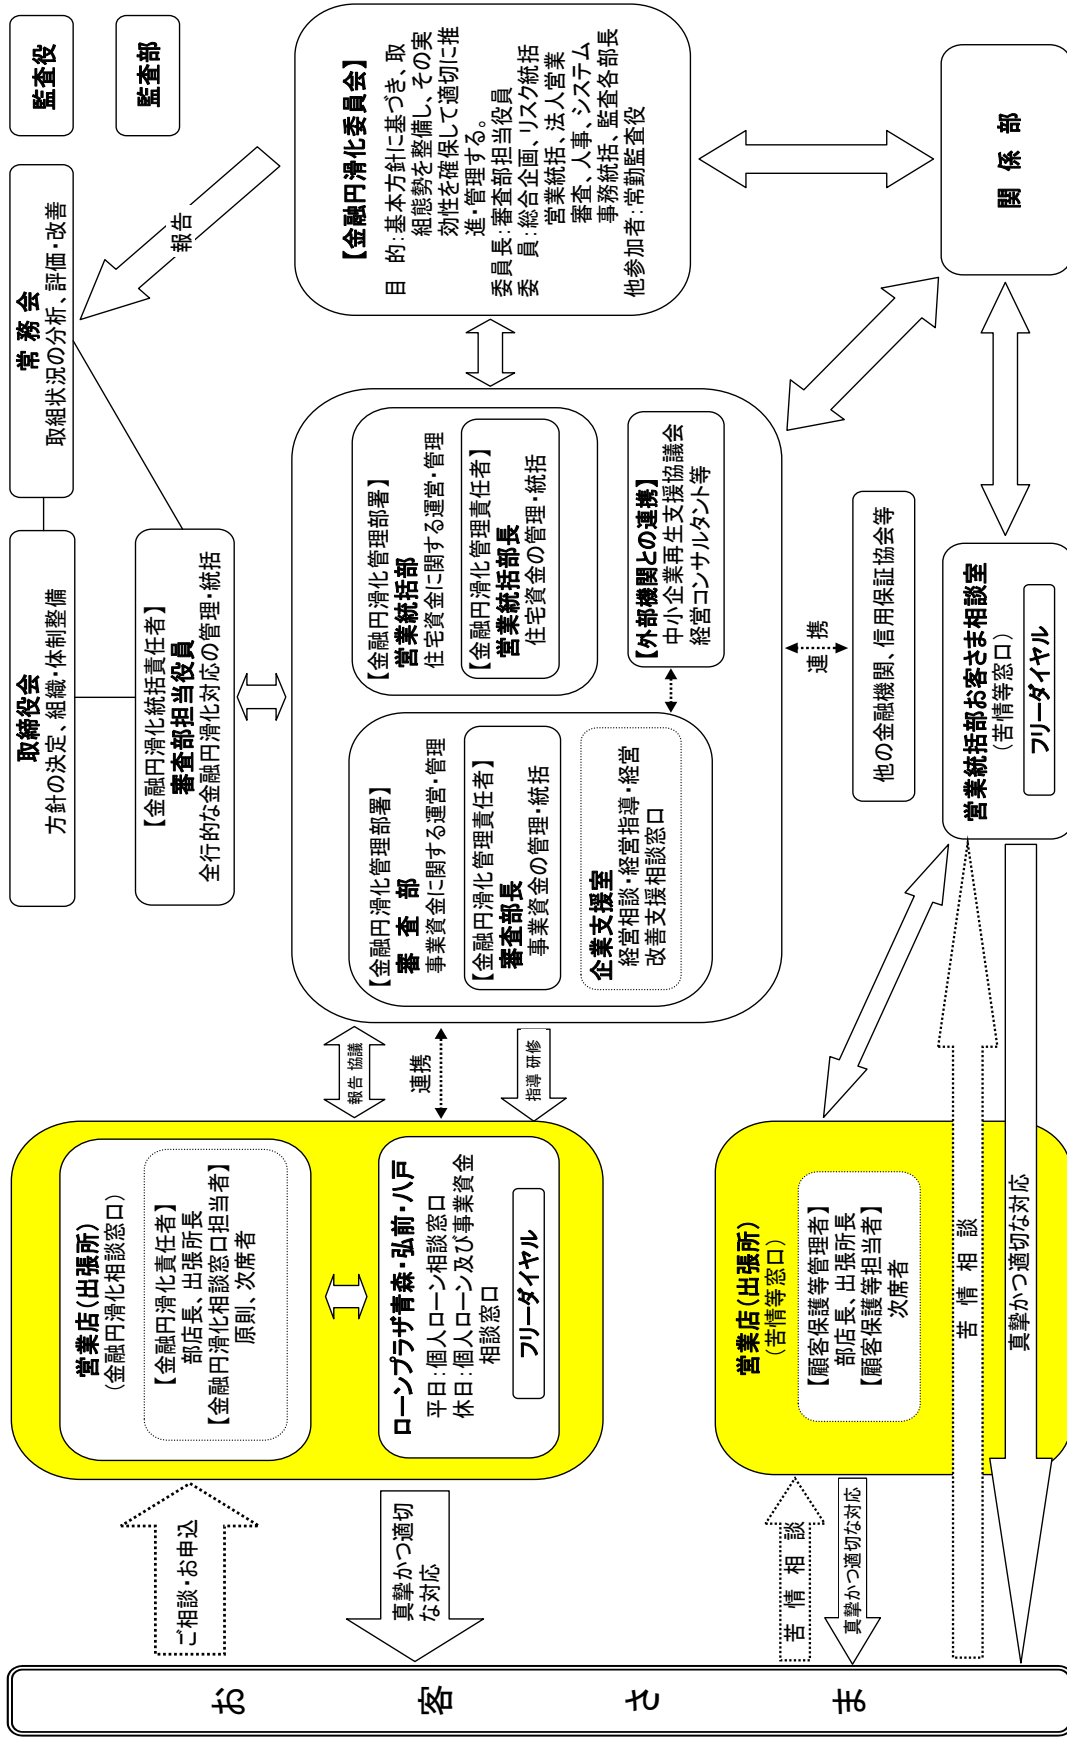 お客さま
ご相談・お申込
真摯かつ適切
な対応
苦情相談
真摯かつ適切な対応
苦情相談
真摯かつ適切な対応
営業店（出張所）
（金融円滑化相談窓口）
【金融円滑化責任者】
部店長、出張所長
【金融円滑化相談窓口担当者】
原則、次席者
ローンプラザ青森・弘前・八戸
平日：個人ローン相談窓口
休日：個人ローン及び事業資金
相談窓口
フリーダイヤル
営業店（出張所）
（苦情等窓口）
【顧客保護等管理者】
部店長、出張所長
【顧客保護等担当者】
次席者
報告 協議
連携
指導 研修
取締役会
方針の決定、組織・体制整備
【金融円滑化統括責任者】
審査部担当役員
全行的な金融円滑化対応の管理・統括
【金融円滑化管理部署】
審査部
事業資金に関する運営・管理
【金融円滑化管理責任者】
審査部長
事業資金の管理・統括
企業支援室
経営相談・経営指導・経営
改善支援相談窓口
【金融円滑化管理部署】
営業統括部
住宅資金に関する運営・管理
【金融円滑化管理責任者】
営業統括部長
住宅資金の管理・統括
【外部機関との連携】
中小企業再生支援協議会
経営コンサルタント等
連携
他の金融機関、信用保証協会等
営業統括部お客さま相談室
（苦情等窓口）
フリーダイヤル
常務会
取組状況の分析、評価・改善
報告
監査役
監査部
【金融円滑化委員会】
目　的：基本方針に基づき、取
組態勢を整備し、その実
効性を確保して適切に推
進・管理する。
委員長：審査部担当役員
委　員：総合企画、リスク統括
営業統括、法人営業
審査、人事、システム
事務統括、監査各部長
他参加者：常勤監査役
関係部